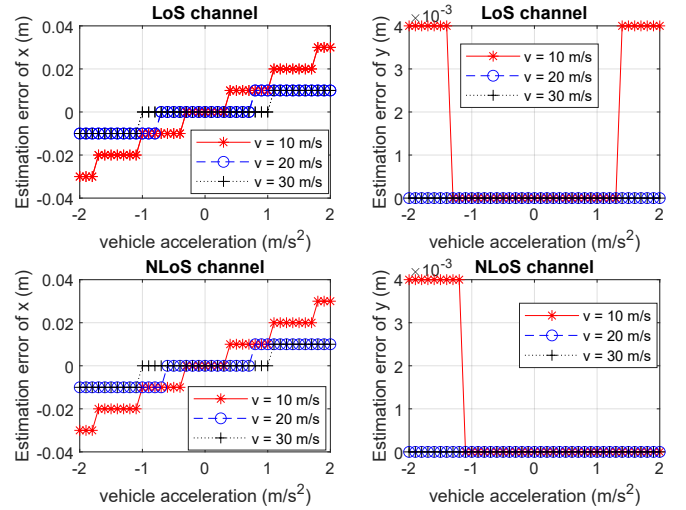 LoS channel
Estimation error of x (m)
0.04
0.02
0
-0.02
-0.04
-2
-1
0
1
2
vehicle acceleration (m/s²)
v = 10 m/s
v = 20 m/s
v = 30 m/s
LoS channel
×10⁻³
Estimation error of y (m)
4
3
2
1
0
-2
-1
0
1
2
vehicle acceleration (m/s²)
v = 10 m/s
v = 20 m/s
v = 30 m/s
NLoS channel
Estimation error of x (m)
0.04
0.02
0
-0.02
-0.04
-2
-1
0
1
2
vehicle acceleration (m/s²)
v = 10 m/s
v = 20 m/s
v = 30 m/s
NLoS channel
×10⁻³
Estimation error of y (m)
4
3
2
1
0
-2
-1
0
1
2
vehicle acceleration (m/s²)
v = 10 m/s
v = 20 m/s
v = 30 m/s